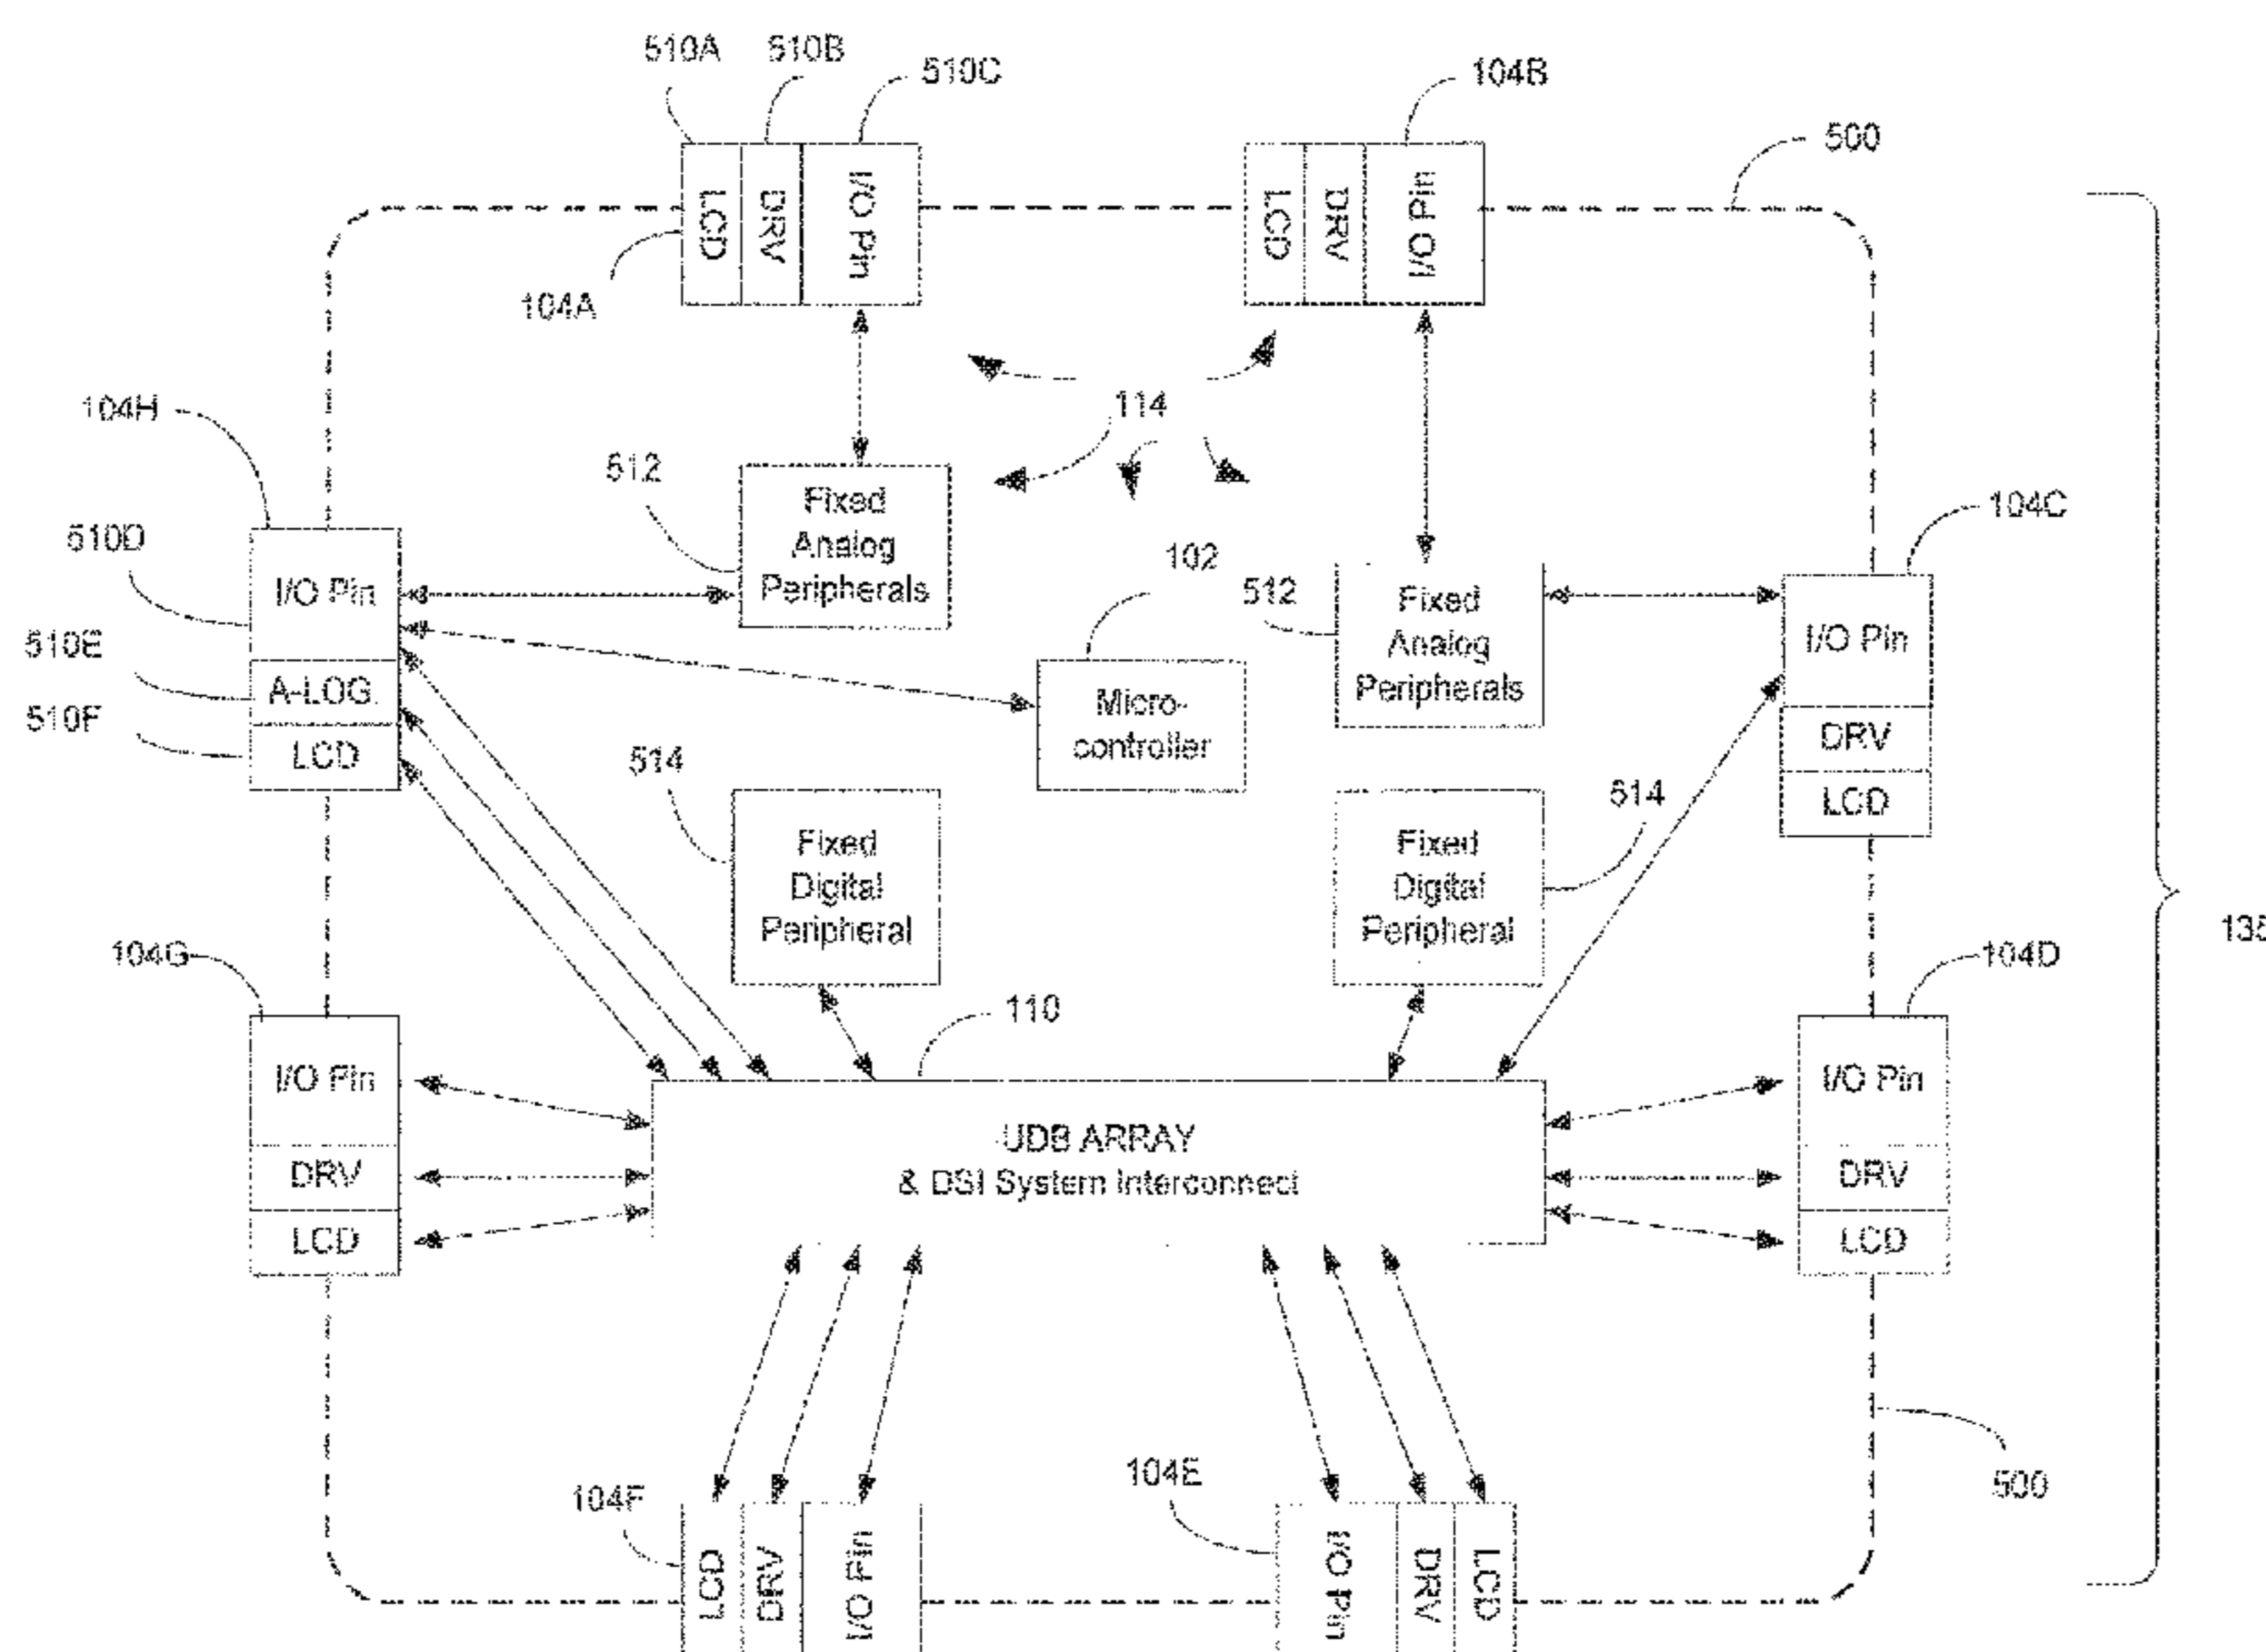 510A 510B 510C 104B
500
LCD DRV I/O Pin
LCD DRV I/O Pin
104A
104H
114
512
Fixed
Analog
Peripherals
104C
510D
102
512
I/O Pin
Fixed
Analog
Peripherals
I/O Pin
510E
A-LOG.
Micro-
controller
510F
LCD
DRV
LCD
514
514
Fixed
Digital
Peripheral
Fixed
Digital
Peripheral
104G
104D
110
I/O Pin
DRV
LCD
UDB ARRAY
& DSI System Interconnect
I/O Pin
DRV
LCD
104F
104E
500
LCD DRV I/O Pin
I/O Pin DRV LCD